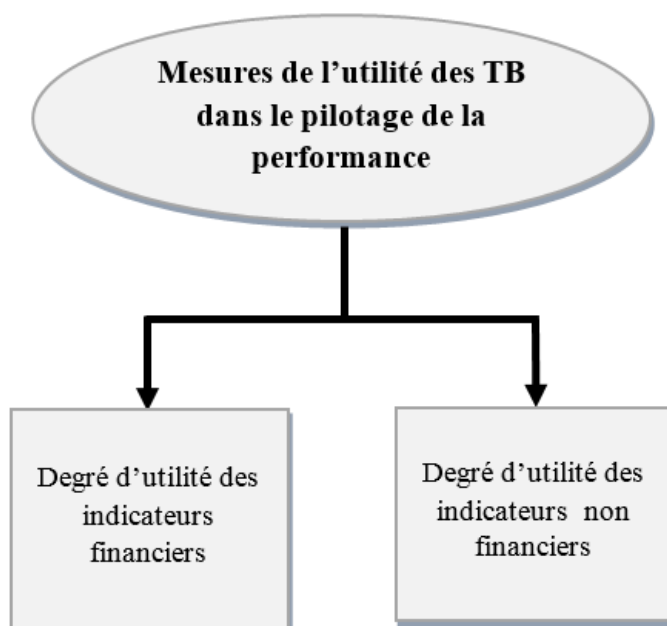 Mesures de l’utilité des TB
dans le pilotage de la
performance
Degré d’utilité des
indicateurs
financiers
Degré d’utilité des
indicateurs non
financiers